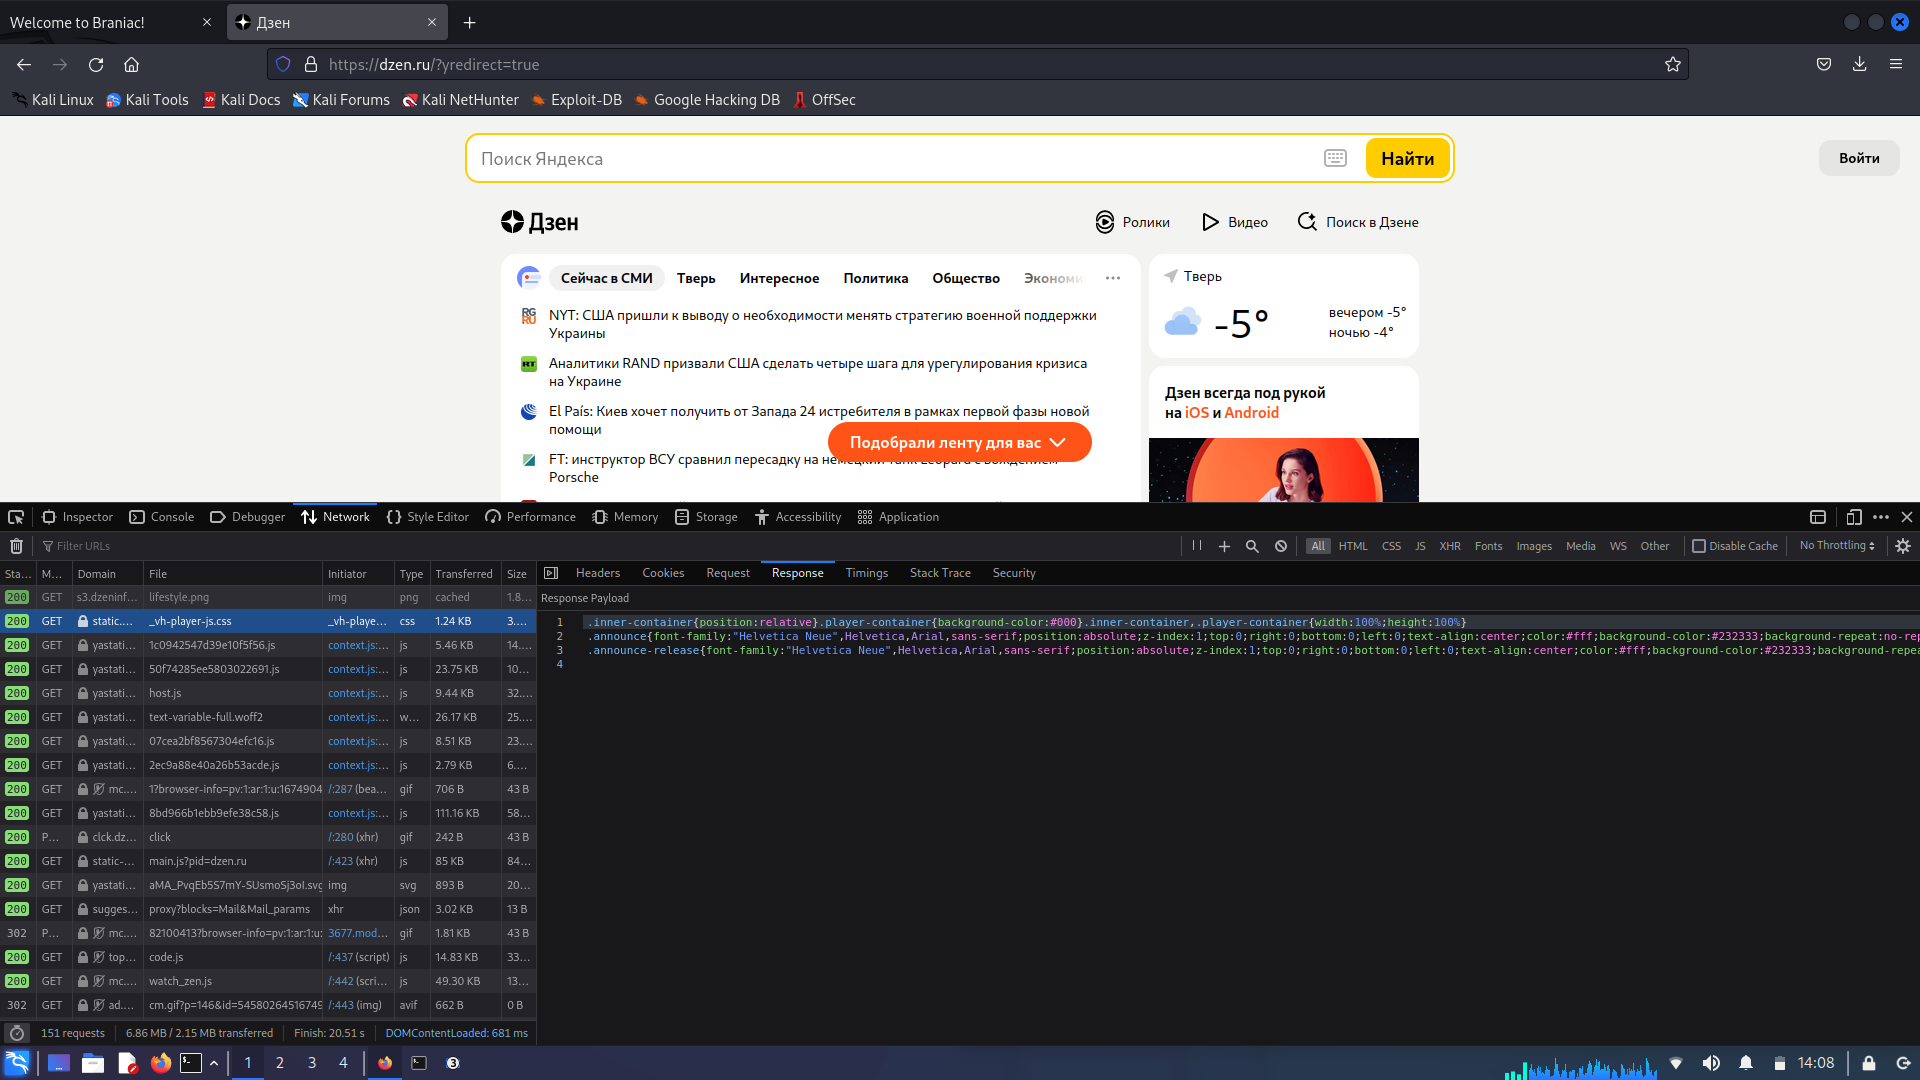 Welcome to Braniac!
Дзен
https://dzen.ru/?yredirect=true
Kali Linux
Kali Tools
Kali Docs
Kali Forums
Kali NetHunter
Exploit-DB
Google Hacking DB
OffSec
Поиск Яндекса
Найти
Войти
Дзен
Ролики
Видео
Поиск в Дзене
Сейчас в СМИ
Тверь
Интересное
Политика
Общество
Экономи
NYT: США пришли к выводу о необходимости менять стратегию военной поддержки
Украины
Аналитики RAND призвали США сделать четыре шага для урегулирования кризиса
на Украине
El País: Киев хочет получить от Запада 24 истребителя в рамках первой фазы новой
помощи
FT: инструктор ВСУ сравнил пересадку на немецкий танк Leopard с вождением
Porsche
Подобрали ленту для вас
Тверь
-5°
вечером -5°
ночью -4°
Дзен всегда под рукой
на iOS и Android
Inspector
Console
Debugger
Network
Style Editor
Performance
Memory
Storage
Accessibility
Application
Filter URLs
All
HTML
CSS
JS
XHR
Fonts
Images
Media
WS
Other
Disable Cache
No Throttling
Sta... M... Domain File Initiator Type Transferred Size
200 GET s3.dzeninf... lifestyle.png img png cached 1.8...
200 GET static.... _vh-player-js.css _vh-playe... css 1.24 KB 3....
200 GET yastati... 1c0942547d39e10f5f56.js context.js:... js 5.46 KB 14....
200 GET yastati... 50f74285ee5803022691.js context.js:... js 23.75 KB 10...
200 GET yastati... host.js context.js:... js 9.44 KB 32....
200 GET yastati... text-variable-full.woff2 context.js:... w... 26.17 KB 25....
200 GET yastati... 07cea2bf8567304efc16.js context.js:... js 8.51 KB 23....
200 GET yastati... 2ec9a88e40a26b53acde.js context.js:... js 2.79 KB 6....
200 GET mc.... 1?browser-info=pv:1:ar:1:u:1674904 /:287 (bea... gif 706 B 43 B
200 GET yastati... 8bd966b1ebb9efe38c58.js context.js:... js 111.16 KB 58...
200 P... clck.dz... click /:280 (xhr) gif 242 B 43 B
200 GET static-... main.js?pid=dzen.ru /:423 (xhr) js 85 KB 84...
200 GET yastati... aMA_PvqEb5S7mY-SUsmoSj3oI.svg img svg 893 B 20...
200 GET sugges... proxy?blocks=Mail&Mail_params xhr json 3.02 KB 13 B
302 P... mc.... 82100413?browser-info=pv:1:ar:1:u: 3677.mod... gif 1.81 KB 43 B
200 GET top... code.js /:437 (script) js 14.83 KB 33...
200 GET mc.... watch_zen.js /:442 (scri... js 49.30 KB 13...
302 GET ad.... cm.gif?p=146&id=54580264516749 /:443 (img) avif 662 B 0 B
151 requests
6.86 MB / 2.15 MB transferred
Finish: 20.51 s
DOMContentLoaded: 681 ms
Headers
Cookies
Request
Response
Timings
Stack Trace
Security
Response Payload
1 .inner-container{position:relative}.player-container{background-color:#000}.inner-container,.player-container{width:100%;height:100%}
2 .announce{font-family:"Helvetica Neue",Helvetica,Arial,sans-serif;position:absolute;z-index:1;top:0;right:0;bottom:0;left:0;text-align:center;color:#fff;background-color:#232333;background-repeat:no-rep
3 .announce-release{font-family:"Helvetica Neue",Helvetica,Arial,sans-serif;position:absolute;z-index:1;top:0;right:0;bottom:0;left:0;text-align:center;color:#fff;background-color:#232333;background-repea
4
1
2
3
4
3
14:08